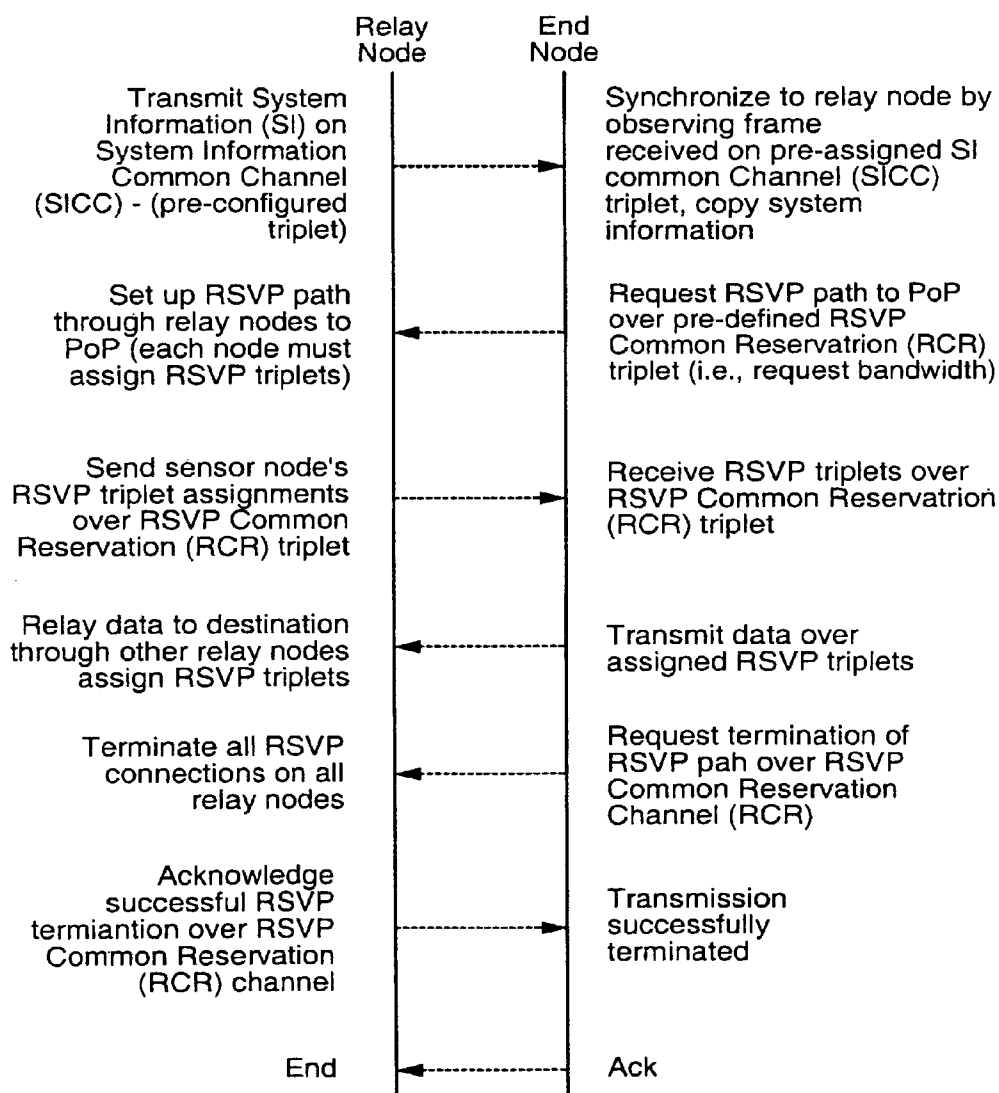 Relay
Node
End
Node
Transmit System
Information (SI) on
System Information
Common Channel
(SICC) - (pre-configured
triplet)
Synchronize to relay node by
observing frame
received on pre-assigned SI
common Channel (SICC)
triplet, copy system
information
Set up RSVP path
through relay nodes to
PoP (each node must
assign RSVP triplets)
Request RSVP path to PoP
over pre-defined RSVP
Common Reservatrion (RCR)
triplet (i.e., request bandwidth)
Send sensor node's
RSVP triplet assignments
over RSVP Common
Reservation (RCR) triplet
Receive RSVP triplets over
RSVP Common Reservatrion
(RCR) triplet
Relay data to destination
through other relay nodes
assign RSVP triplets
Transmit data over
assigned RSVP triplets
Terminate all RSVP
connections on all
relay nodes
Request termination of
RSVP pah over RSVP
Common Reservation
Channel (RCR)
Acknowledge
successful RSVP
termiantion over RSVP
Common Reservation
(RCR) channel
Transmission
successfully
terminated
End
Ack